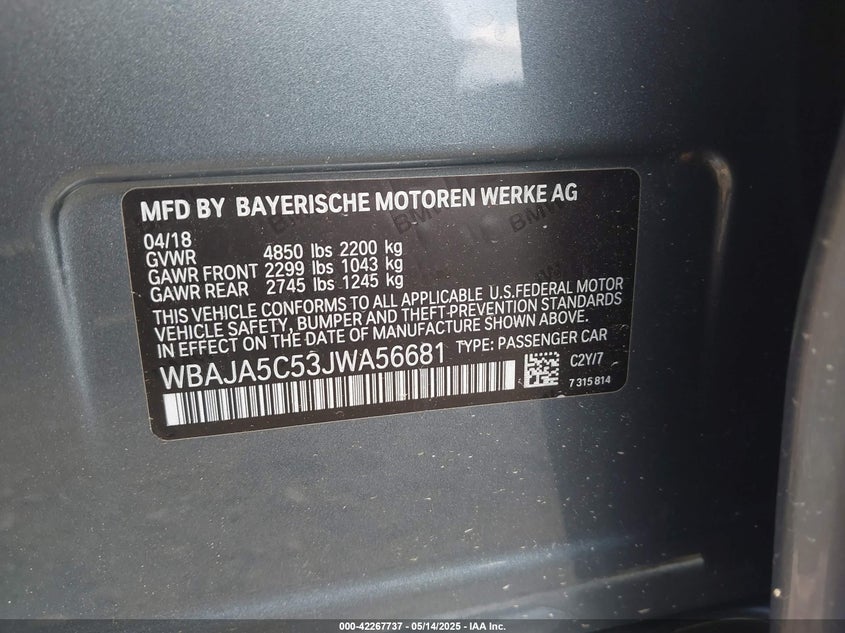 MFD BY BAYERISCHE MOTOREN WERKE AG
04/18
GVWR 4850 lbs 2200 kg
GAWR FRONT 2299 lbs 1043 kg
GAWR REAR 2745 lbs 1245 kg
THIS VEHICLE CONFORMS TO ALL APPLICABLE U.S.FEDERAL MOTOR
VEHICLE SAFETY, BUMPER AND THEFT-PREVENTION STANDARDS
IN EFFECT ON THE DATE OF MANUFACTURE SHOWN ABOVE.
WBAJA5C53JWA56681 TYPE: PASSENGER CAR
C2Y/7
7 315 814
000-42267737 - 05/14/2025 - IAA Inc.